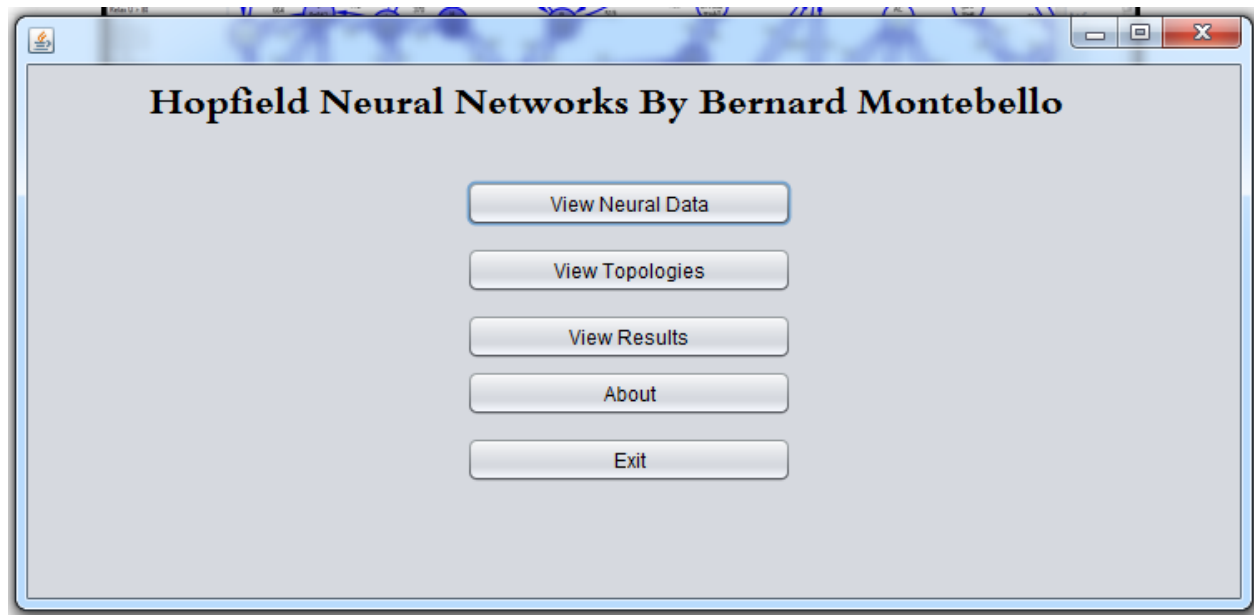 Hopfield Neural Networks By Bernard Montebello
View Neural Data
View Topologies
View Results
About
Exit